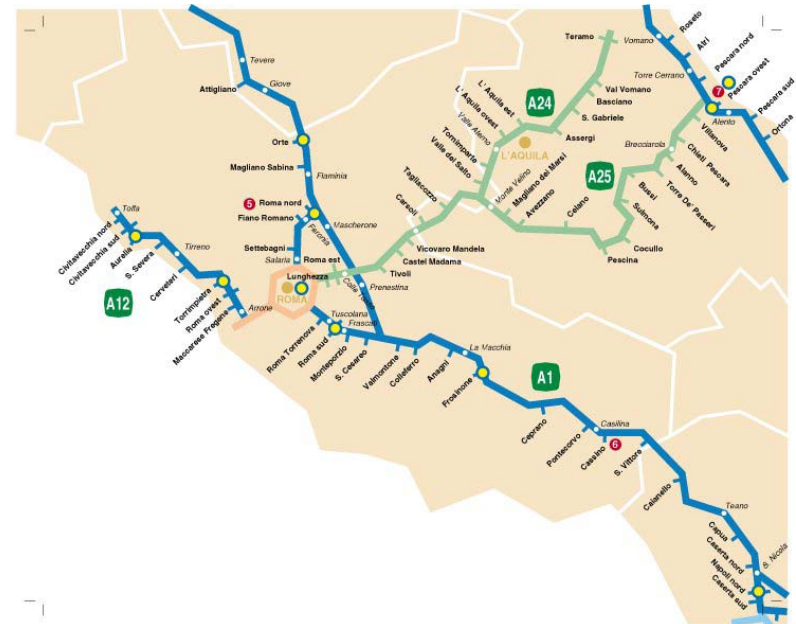 Roseto
Atri
Pescara nord
Pescara ovest
7
Pescara sud
Ortona
Vomano
Torre Cerrano
Alento
Teramo
Val Vomano
Basciano
S. Gabriele
Assergi
A24
L' Aquila est
L' Aquila ovest
Valle Aterno
Tornimparte
Valle del Salto
L'AQUILA
Brecciarola
Villanova
Chieti Pescara
Alanno
Torre De' Passeri
A25
Bussi
Sulmona
Cocullo
Pescina
Celano
Avezzano
Magliano dei Marsi
Monte Velino
Tagliacozzo
Carsoli
Vicovaro Mandela
Castel Madama
Tivoli
Tevere
Attigliano
Giove
Orte
Magliano Sabina
Flaminia
5
Roma nord
Fiano Romano
Feronia
Mascherone
Settebagni
Salaria
Roma est
Lunghezza
Colle Tasso
Prenestina
ROMA
Tolfa
Civitavecchia nord
Civitavecchia sud
Aurelia
S. Severa
Tirreno
Cerveteri
Torrimpietra
Roma ovest
Maccarese Fregene
Arrone
A12
Tuscolana
Frascati
Roma Torrenova
Roma sud
Monteporzio
S. Cesareo
Valmontone
Colleferro
Anagni
La Macchia
Frosinone
A1
Ceprano
Pontecorvo
Casilina
Cassino
6
S. Vittore
Caianello
Teano
Capua
Caserta nord
S. Nicola
Napoli nord
Caserta sud